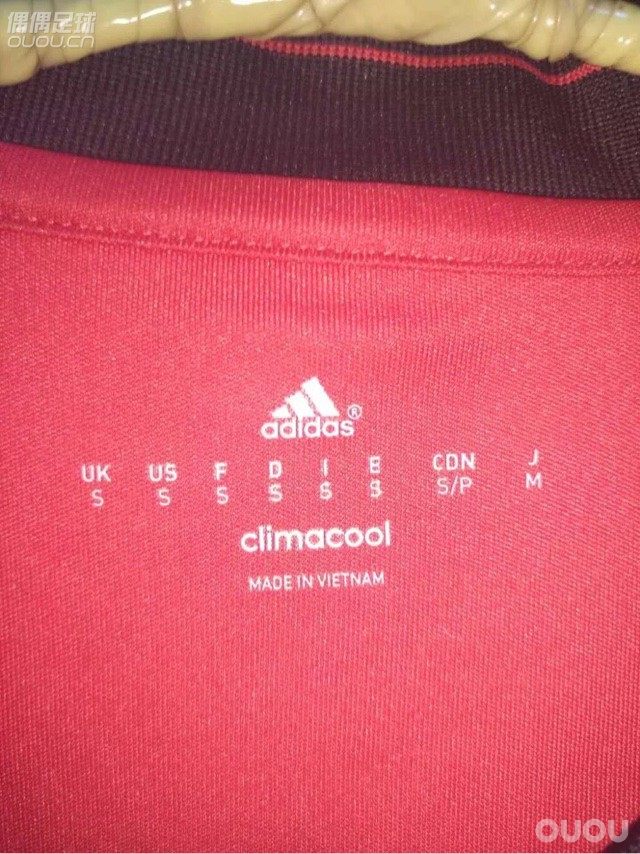 偶偶足球
OUOU.CN
adidas®
UK US F D I E CDN J
S S S S S S S/P M
climacool
MADE IN VIETNAM
OUOU